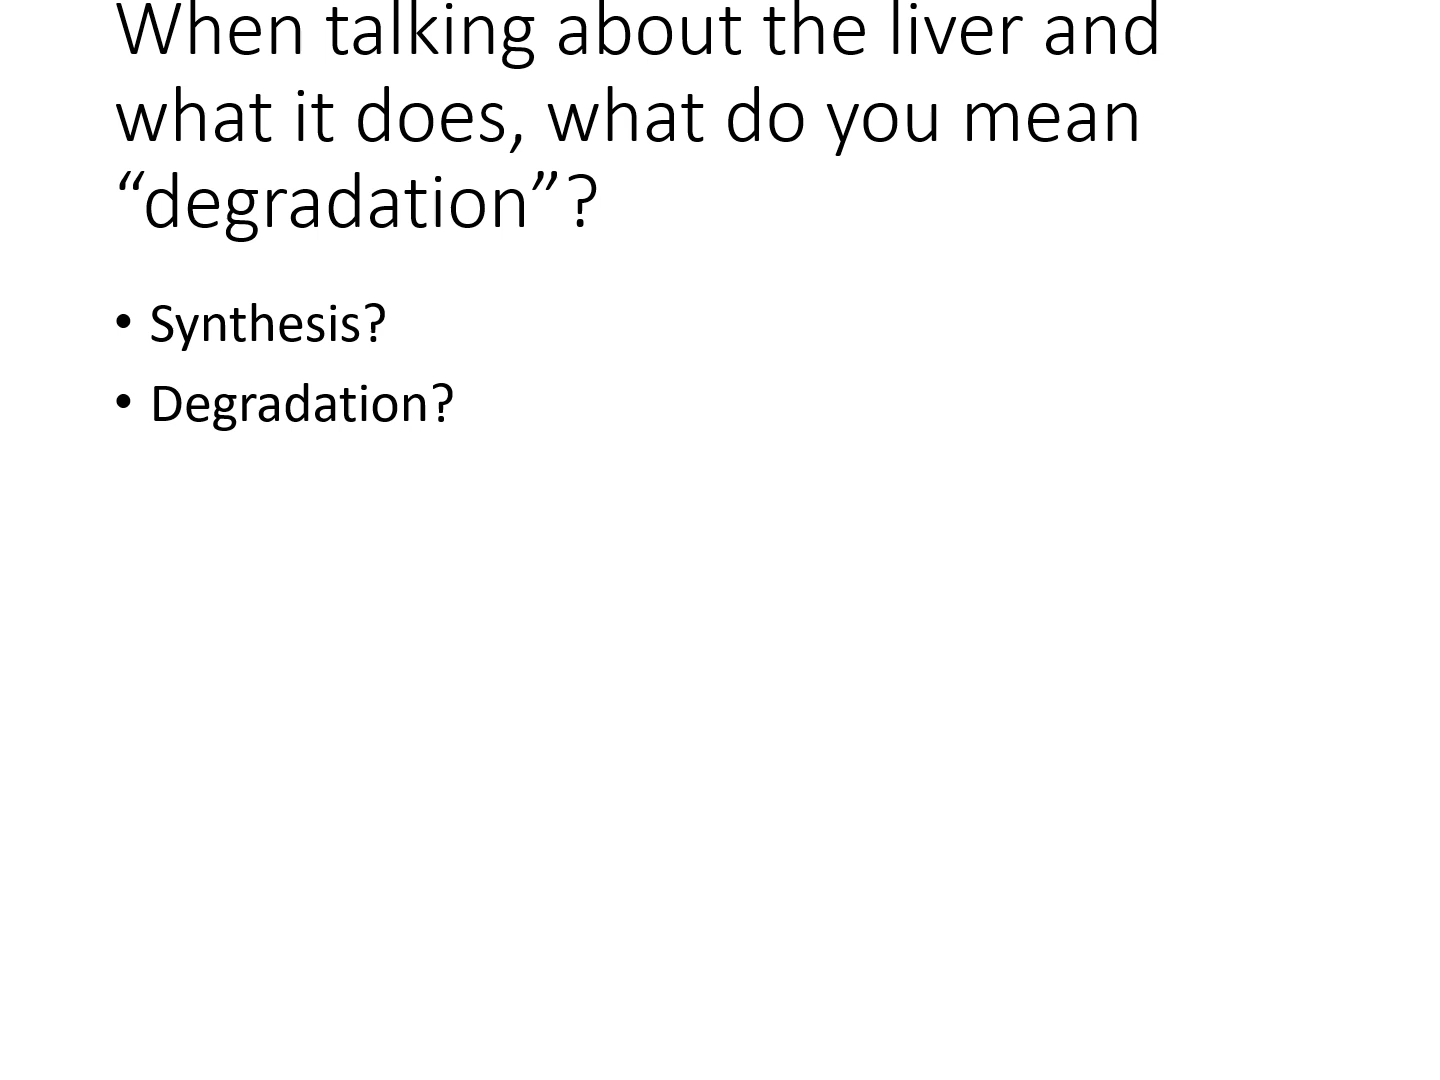 When talking about the liver and
what it does, what do you mean
“degradation”?
• Synthesis?
• Degradation?